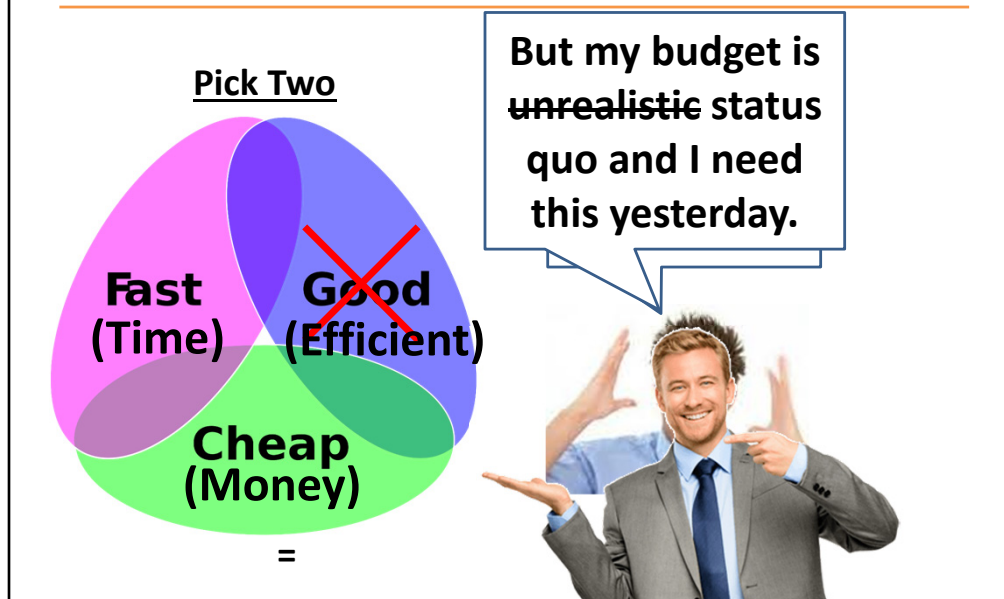 Pick Two
Fast
(Time)
Good
(Efficient)
Cheap
(Money)
=
But my budget is
unrealistic status
quo and I need
this yesterday.